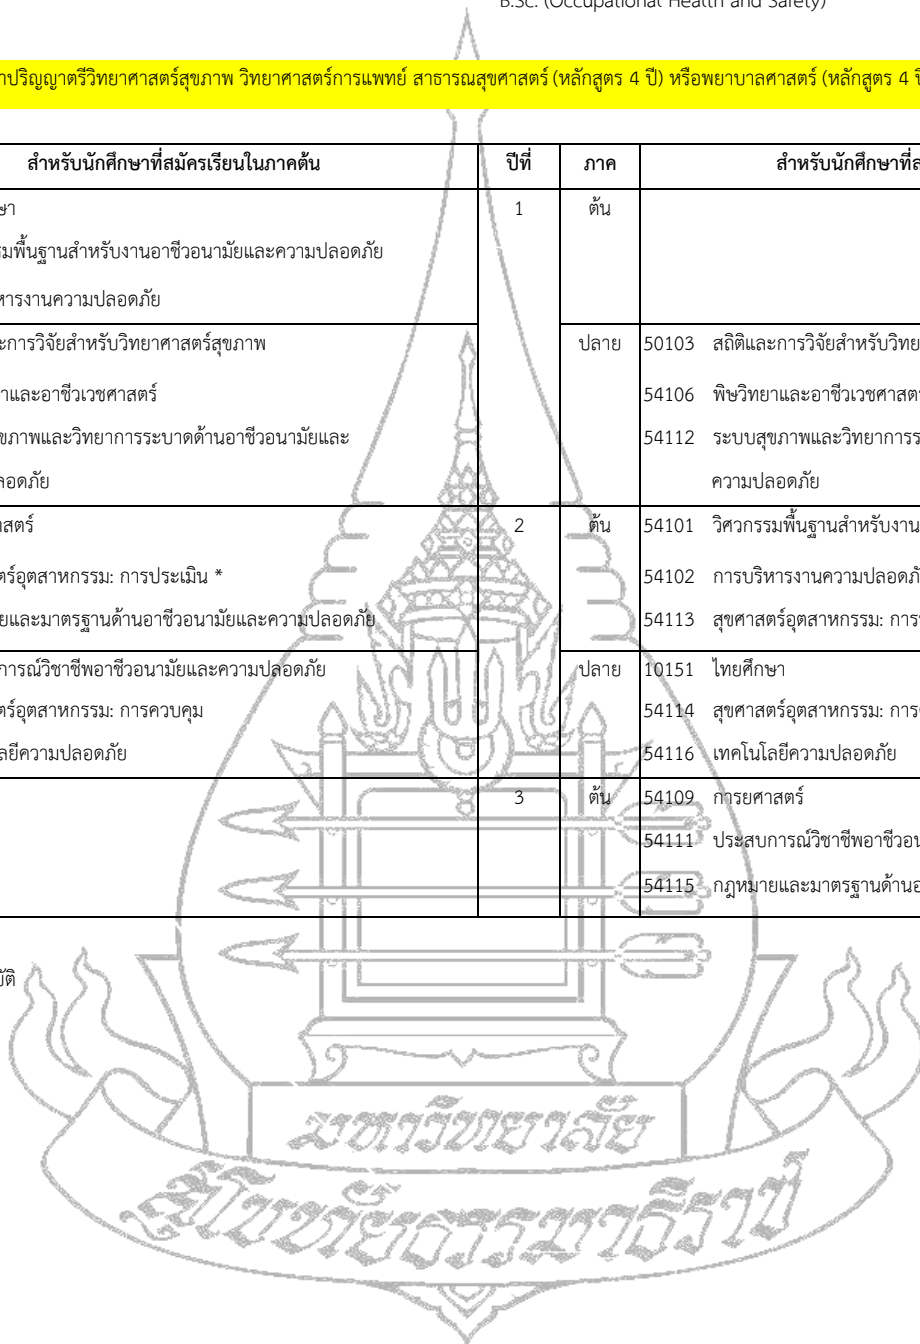 B.Sc. (Occupational Health and Safety)
าปริญญาตรีวิทยาศาสตร์สุขภาพ วิทยาศาสตร์การแพทย์ สาธารณสุขศาสตร์ (หลักสูตร 4 ปี) หรือพยาบาลศาสตร์ (หลักสูตร 4 ปี
สำหรับนักศึกษาที่สมัครเรียนในภาคต้น ปีที่ ภาค สำหรับนักศึกษาที่ส
ษา 1 ต้น
รมพื้นฐานสำหรับงานอาชีวอนามัยและความปลอดภัย
หารงานความปลอดภัย
ะการวิจัยสำหรับวิทยาศาสตร์สุขภาพ ปลาย 50103 สถิติและการวิจัยสำหรับวิทย
าและอาชีวเวชศาสตร์ 54106 พิษวิทยาและอาชีวเวชศาสตร
ขภาพและวิทยาการระบาดด้านอาชีวอนามัยและ 54112 ระบบสุขภาพและวิทยาการร
ลอดภัย ความปลอดภัย
าสตร์ 2 ต้น 54101 วิศวกรรมพื้นฐานสำหรับงาน
ตร์อุตสาหกรรม: การประเมิน * 54102 การบริหารงานความปลอดภั
ยและมาตรฐานด้านอาชีวอนามัยและความปลอดภัย 54113 สุขศาสตร์อุตสาหกรรม: การ
การณ์วิชาชีพอาชีวอนามัยและความปลอดภัย ปลาย 10151 ไทยศึกษา
ตร์อุตสาหกรรม: การควบคุม 54114 สุขศาสตร์อุตสาหกรรม: การ
ลยีความปลอดภัย 54116 เทคโนโลยีความปลอดภัย
3 ต้น 54109 การยศาสตร์
54111 ประสบการณ์วิชาชีพอาชีวอน
54115 กฎหมายและมาตรฐานด้านอ
บัติ
มหาวิทยาลัย
สุโขทัยธรรมาธิราช